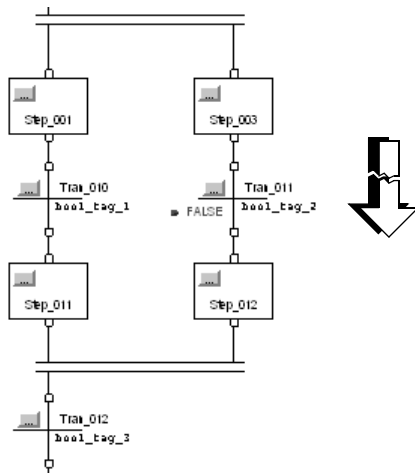 ...
...
Step_001
Step_003
...
Tran_010
bool_tag_1
...
Tran_011
FALSE
bool_tag_2
...
...
Step_011
Step_012
...
Tran_012
bool_tag_3